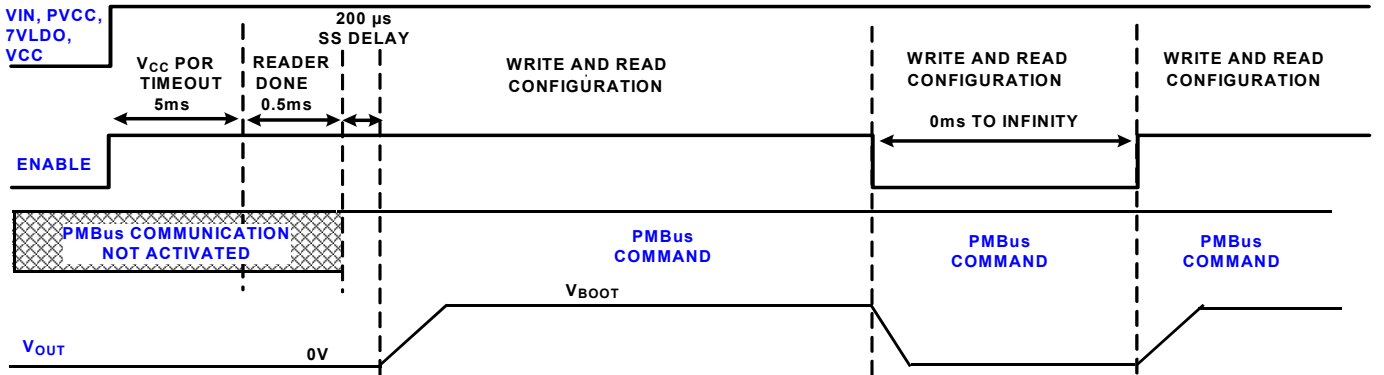 VIN, PVCC,
7VLDO,
VCC
200 µs
SS DELAY
VCC POR
TIMEOUT
5ms
READER
DONE
0.5ms
WRITE AND READ
CONFIGURATION
WRITE AND READ
CONFIGURATION
WRITE AND READ
CONFIGURATION
0ms TO INFINITY
ENABLE
PMBus COMMUNICATION
NOT ACTIVATED
PMBus
COMMAND
PMBus
COMMAND
PMBus
COMMAND
VBOOT
VOUT
0V